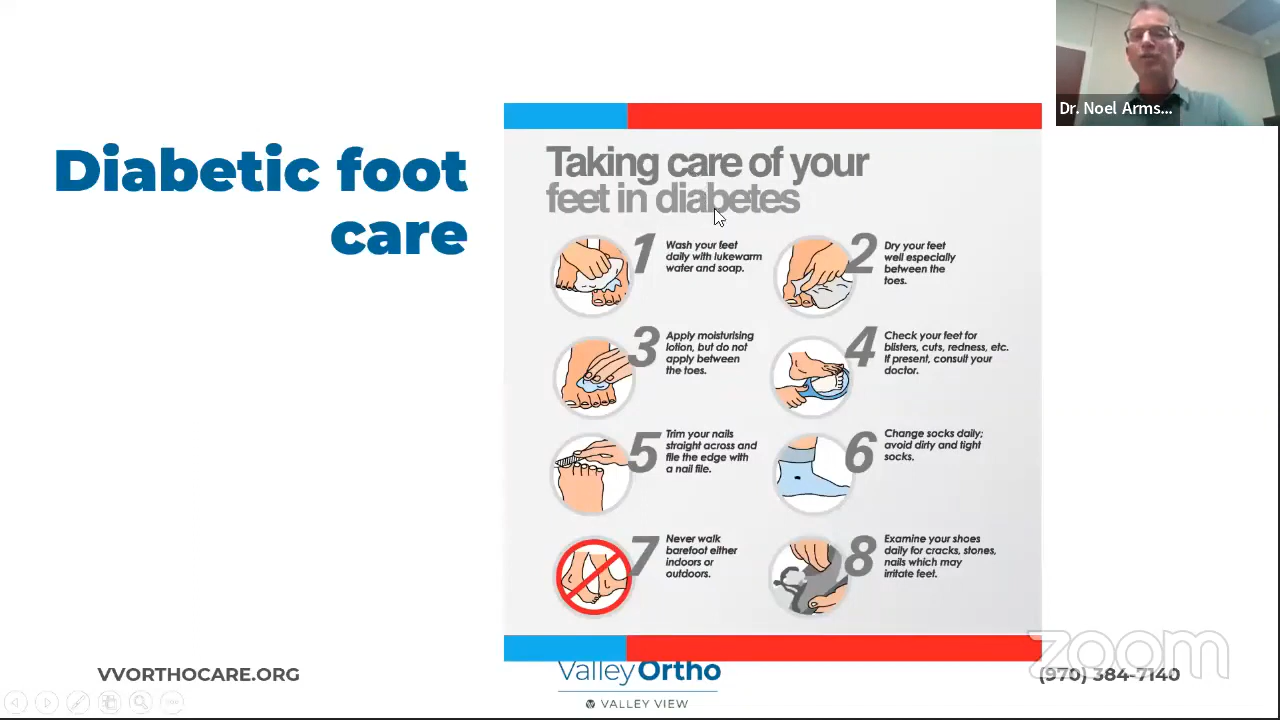 Dr. Noel Arms...
Diabetic foot
care
Taking care of your
feet in diabetes
1
Wash your feet
daily with lukewarm
water and soap.
2
Dry your feet
well especially
between the
toes.
3
Apply moisturising
lotion, but do not
apply between
the toes.
4
Check your feet for
blisters, cuts, redness, etc.
If present, consult your
doctor.
5
Trim your nails
straight across and
file the edge with
a nail file.
6
Change socks daily;
avoid dirty and tight
socks.
7
Never walk
barefoot either
indoors or
outdoors.
8
Examine your shoes
daily for cracks, stones,
nails which may
irritate feet.
VVORTHOCARE.ORG
Valley Ortho
VALLEY VIEW
zoom
(970) 384-7140